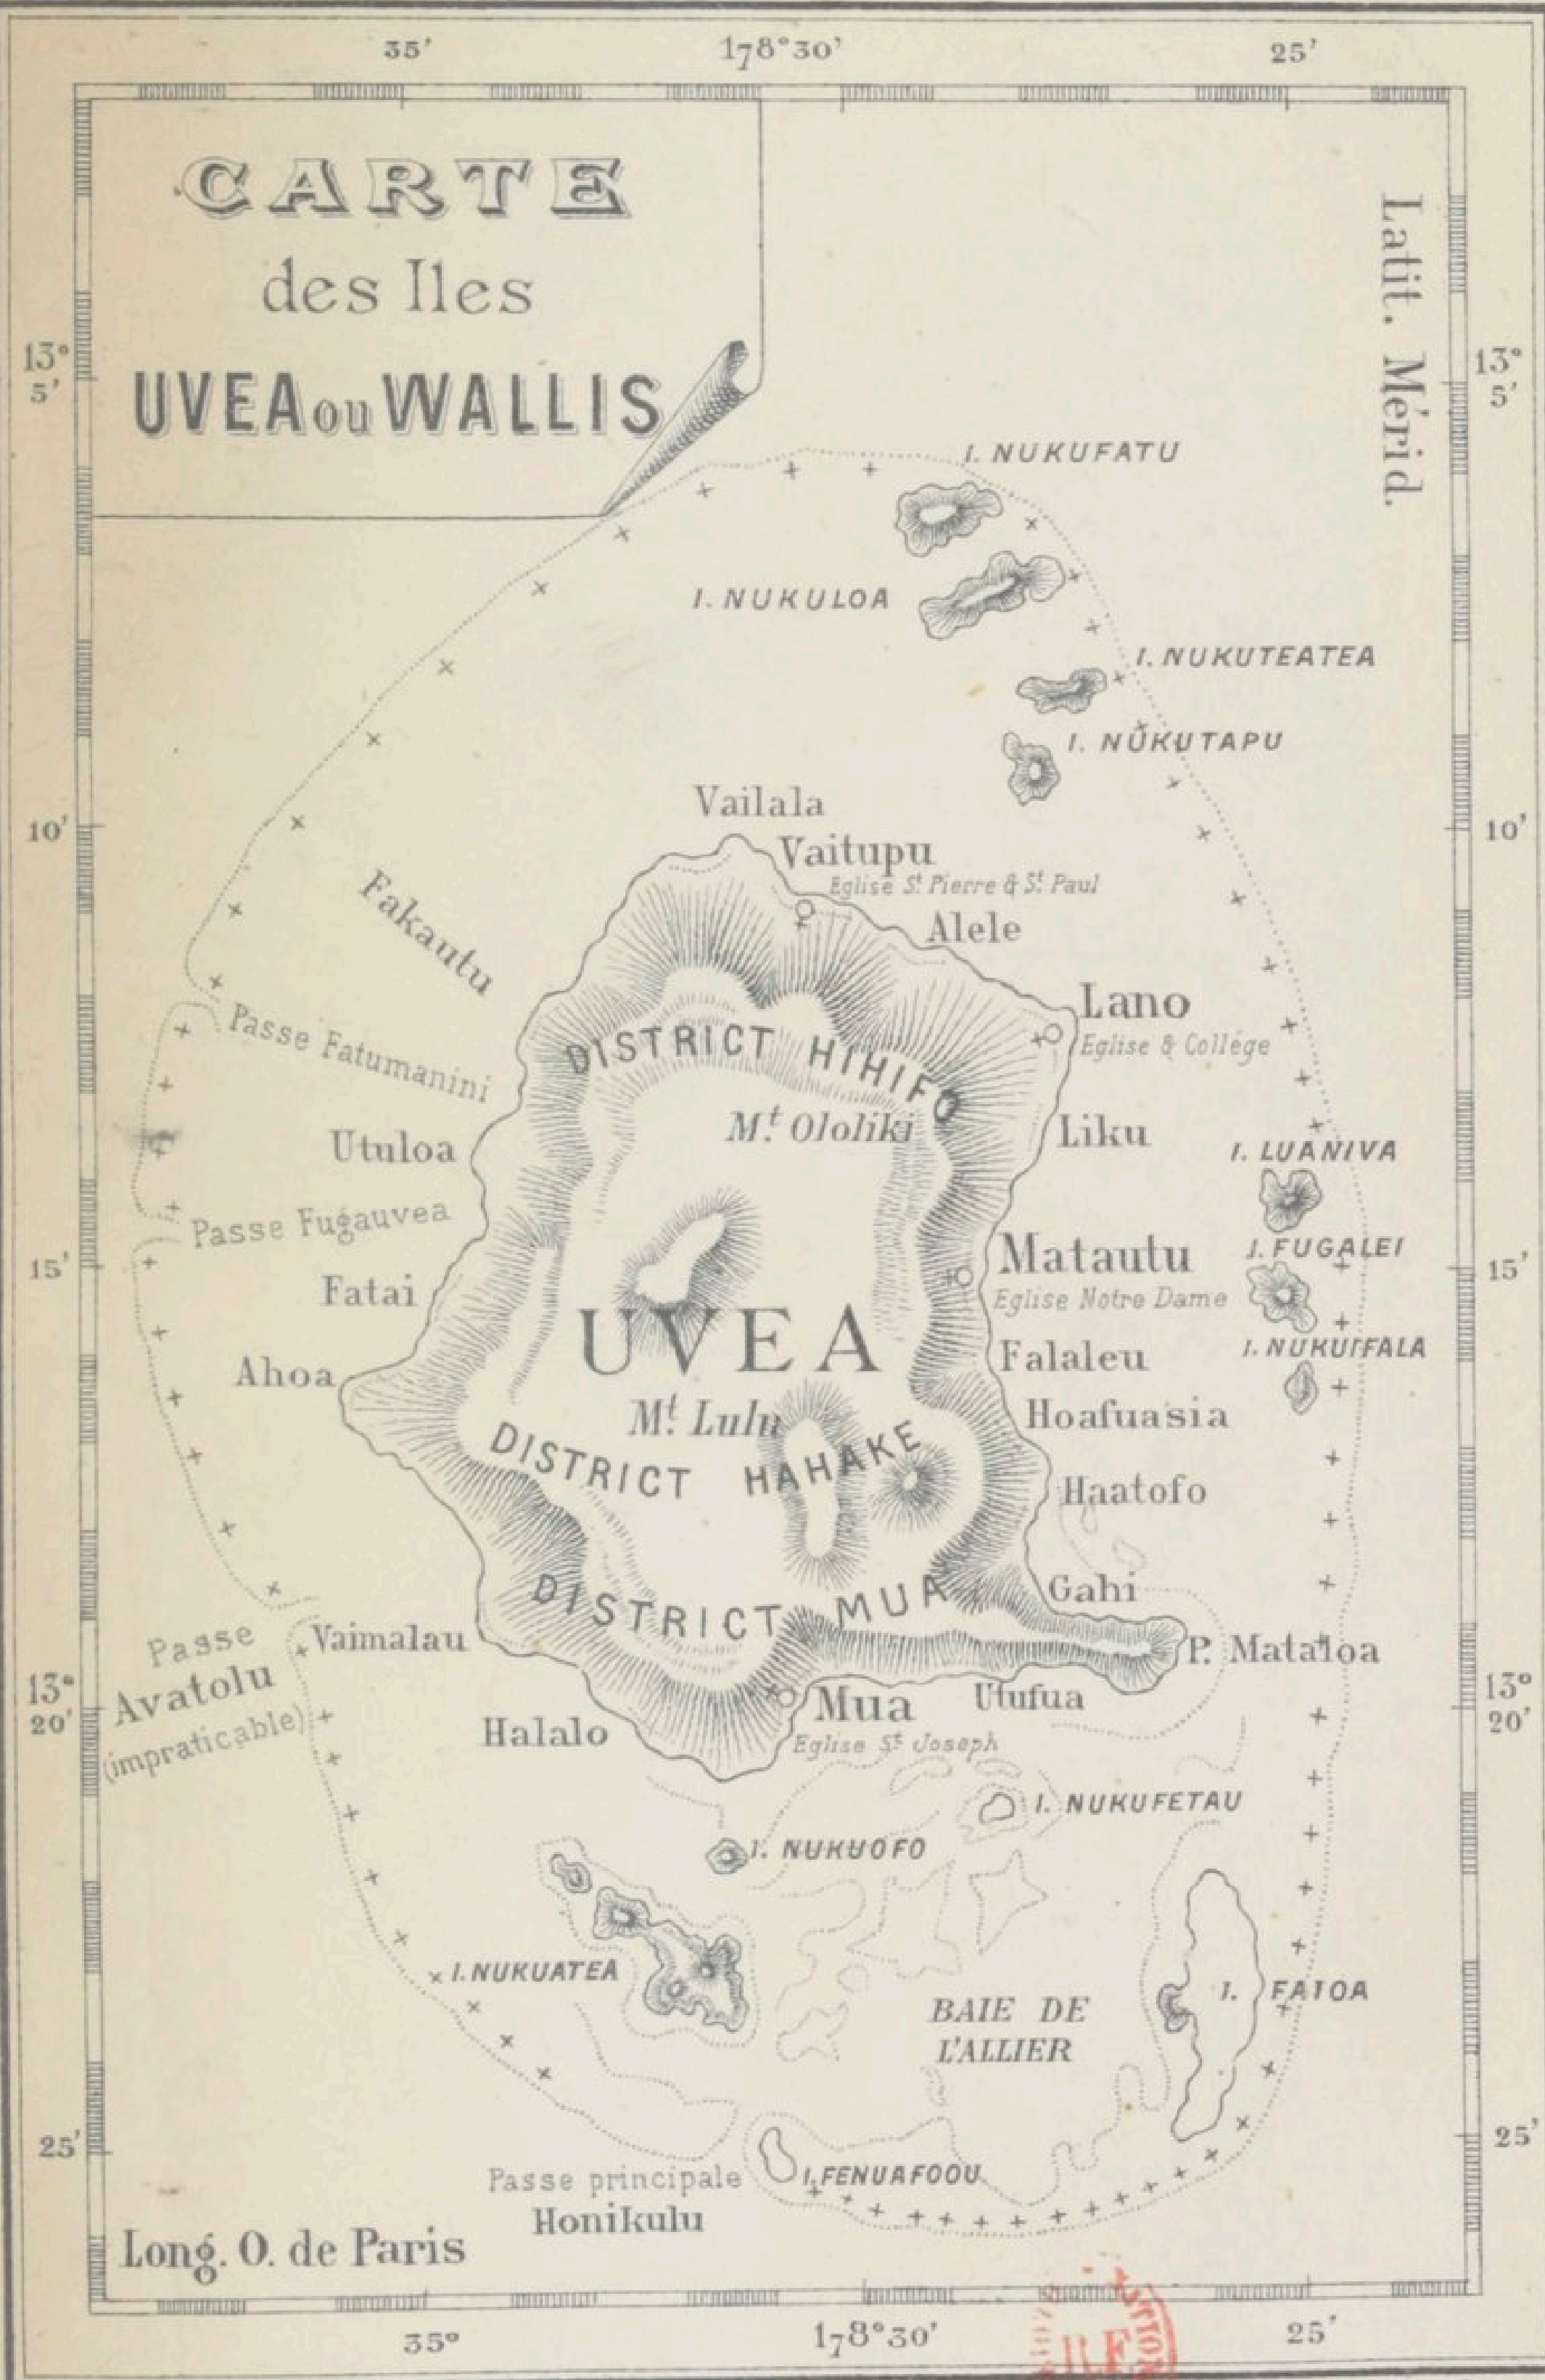 35' 178°30' 25'
CARTE
des Iles
UVEA ou WALLIS
Latit. Mérid.
13°
5'
13°
5'
I. NUKUFATU
I. NUKULOA
I. NUKUTEATEA
I. NUKUTAPU
10'
10'
Vailala
Vaitupu
Eglise St. Pierre & St. Paul
Alele
Fakautu
Lano
Eglise & Collége
Passe Fatumanini
DISTRICT HIHIFO
Mt. Ololiki
Liku
Utuloa
I. LUANIVA
Passe Fugauvea
Matautu
Eglise Notre Dame
I. FUGALEI
15'
15'
Fatai
UVEA
Falaleu
I. NUKUIFALA
Ahoa
Mt. Lulu
Hoafuasia
DISTRICT HAHAKE
Haatofo
Gahi
DISTRICT MUA
Passe
Avatolu
(impraticable)
Vaimalau
P. Mataloa
13°
20'
13°
20'
Mua
Eglise St. Joseph
Utufua
Halalo
I. NUKUFETAU
I. NUKUOFO
I. NUKUATEA
I. FAIOA
BAIE DE
L'ALLIER
25'
25'
Passe principale
Honikulu
I. FENUAFOOU
Long. O. de Paris
35° 178°30' 25'
R.F.